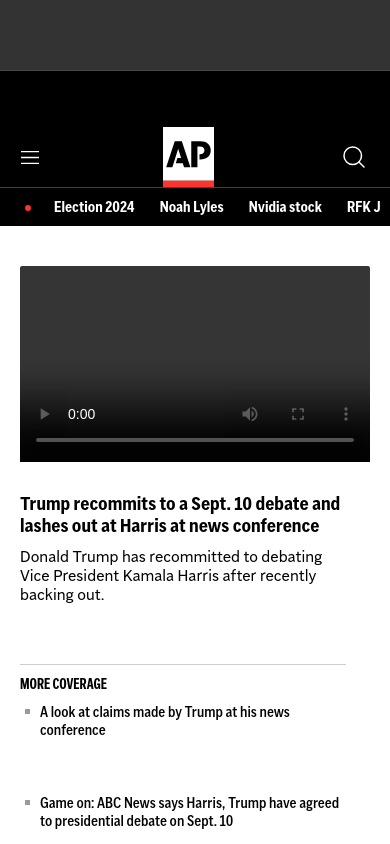 AP
Election 2024
Noah Lyles
Nvidia stock
RFK J
0:00
Trump recommits to a Sept. 10 debate and
lashes out at Harris at news conference
Donald Trump has recommitted to debating
Vice President Kamala Harris after recently
backing out.
MORE COVERAGE
A look at claims made by Trump at his news
conference
Game on: ABC News says Harris, Trump have agreed
to presidential debate on Sept. 10